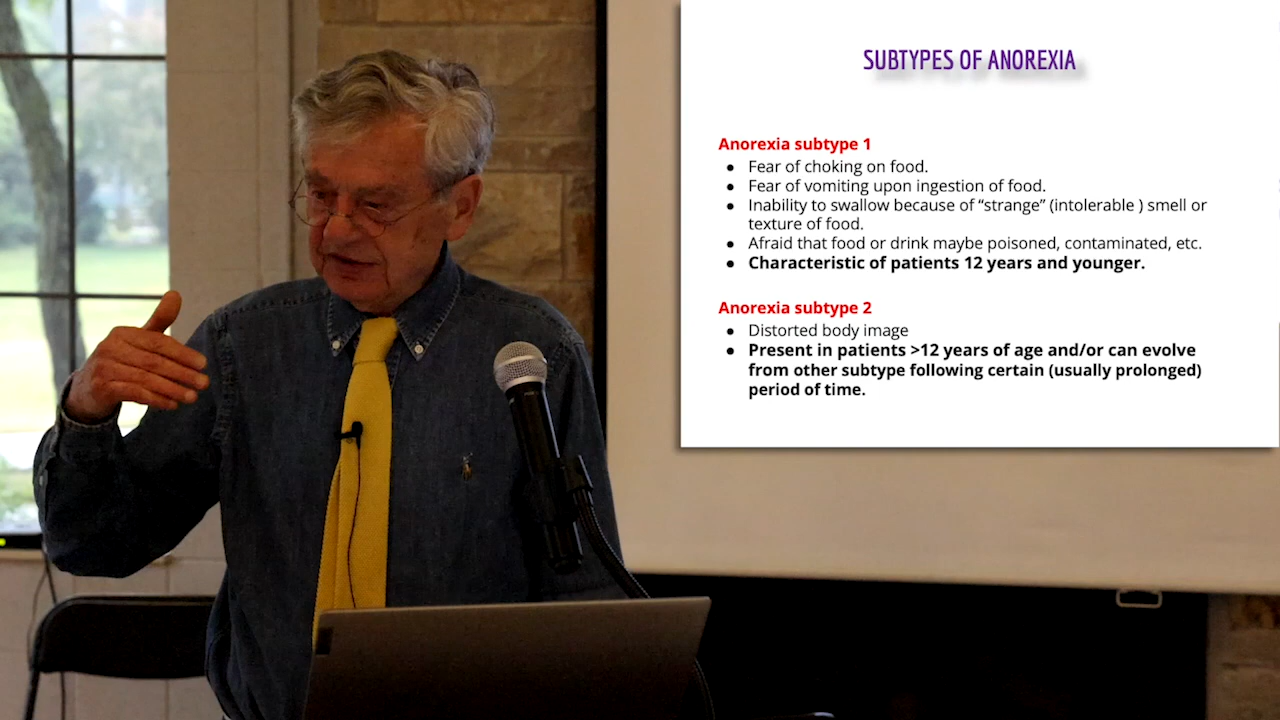 SUBTYPES OF ANOREXIA
Anorexia subtype 1
● Fear of choking on food.
● Fear of vomiting upon ingestion of food.
● Inability to swallow because of “strange” (intolerable ) smell or
texture of food.
● Afraid that food or drink maybe poisoned, contaminated, etc.
● Characteristic of patients 12 years and younger.
Anorexia subtype 2
● Distorted body image
● Present in patients >12 years of age and/or can evolve
from other subtype following certain (usually prolonged)
period of time.